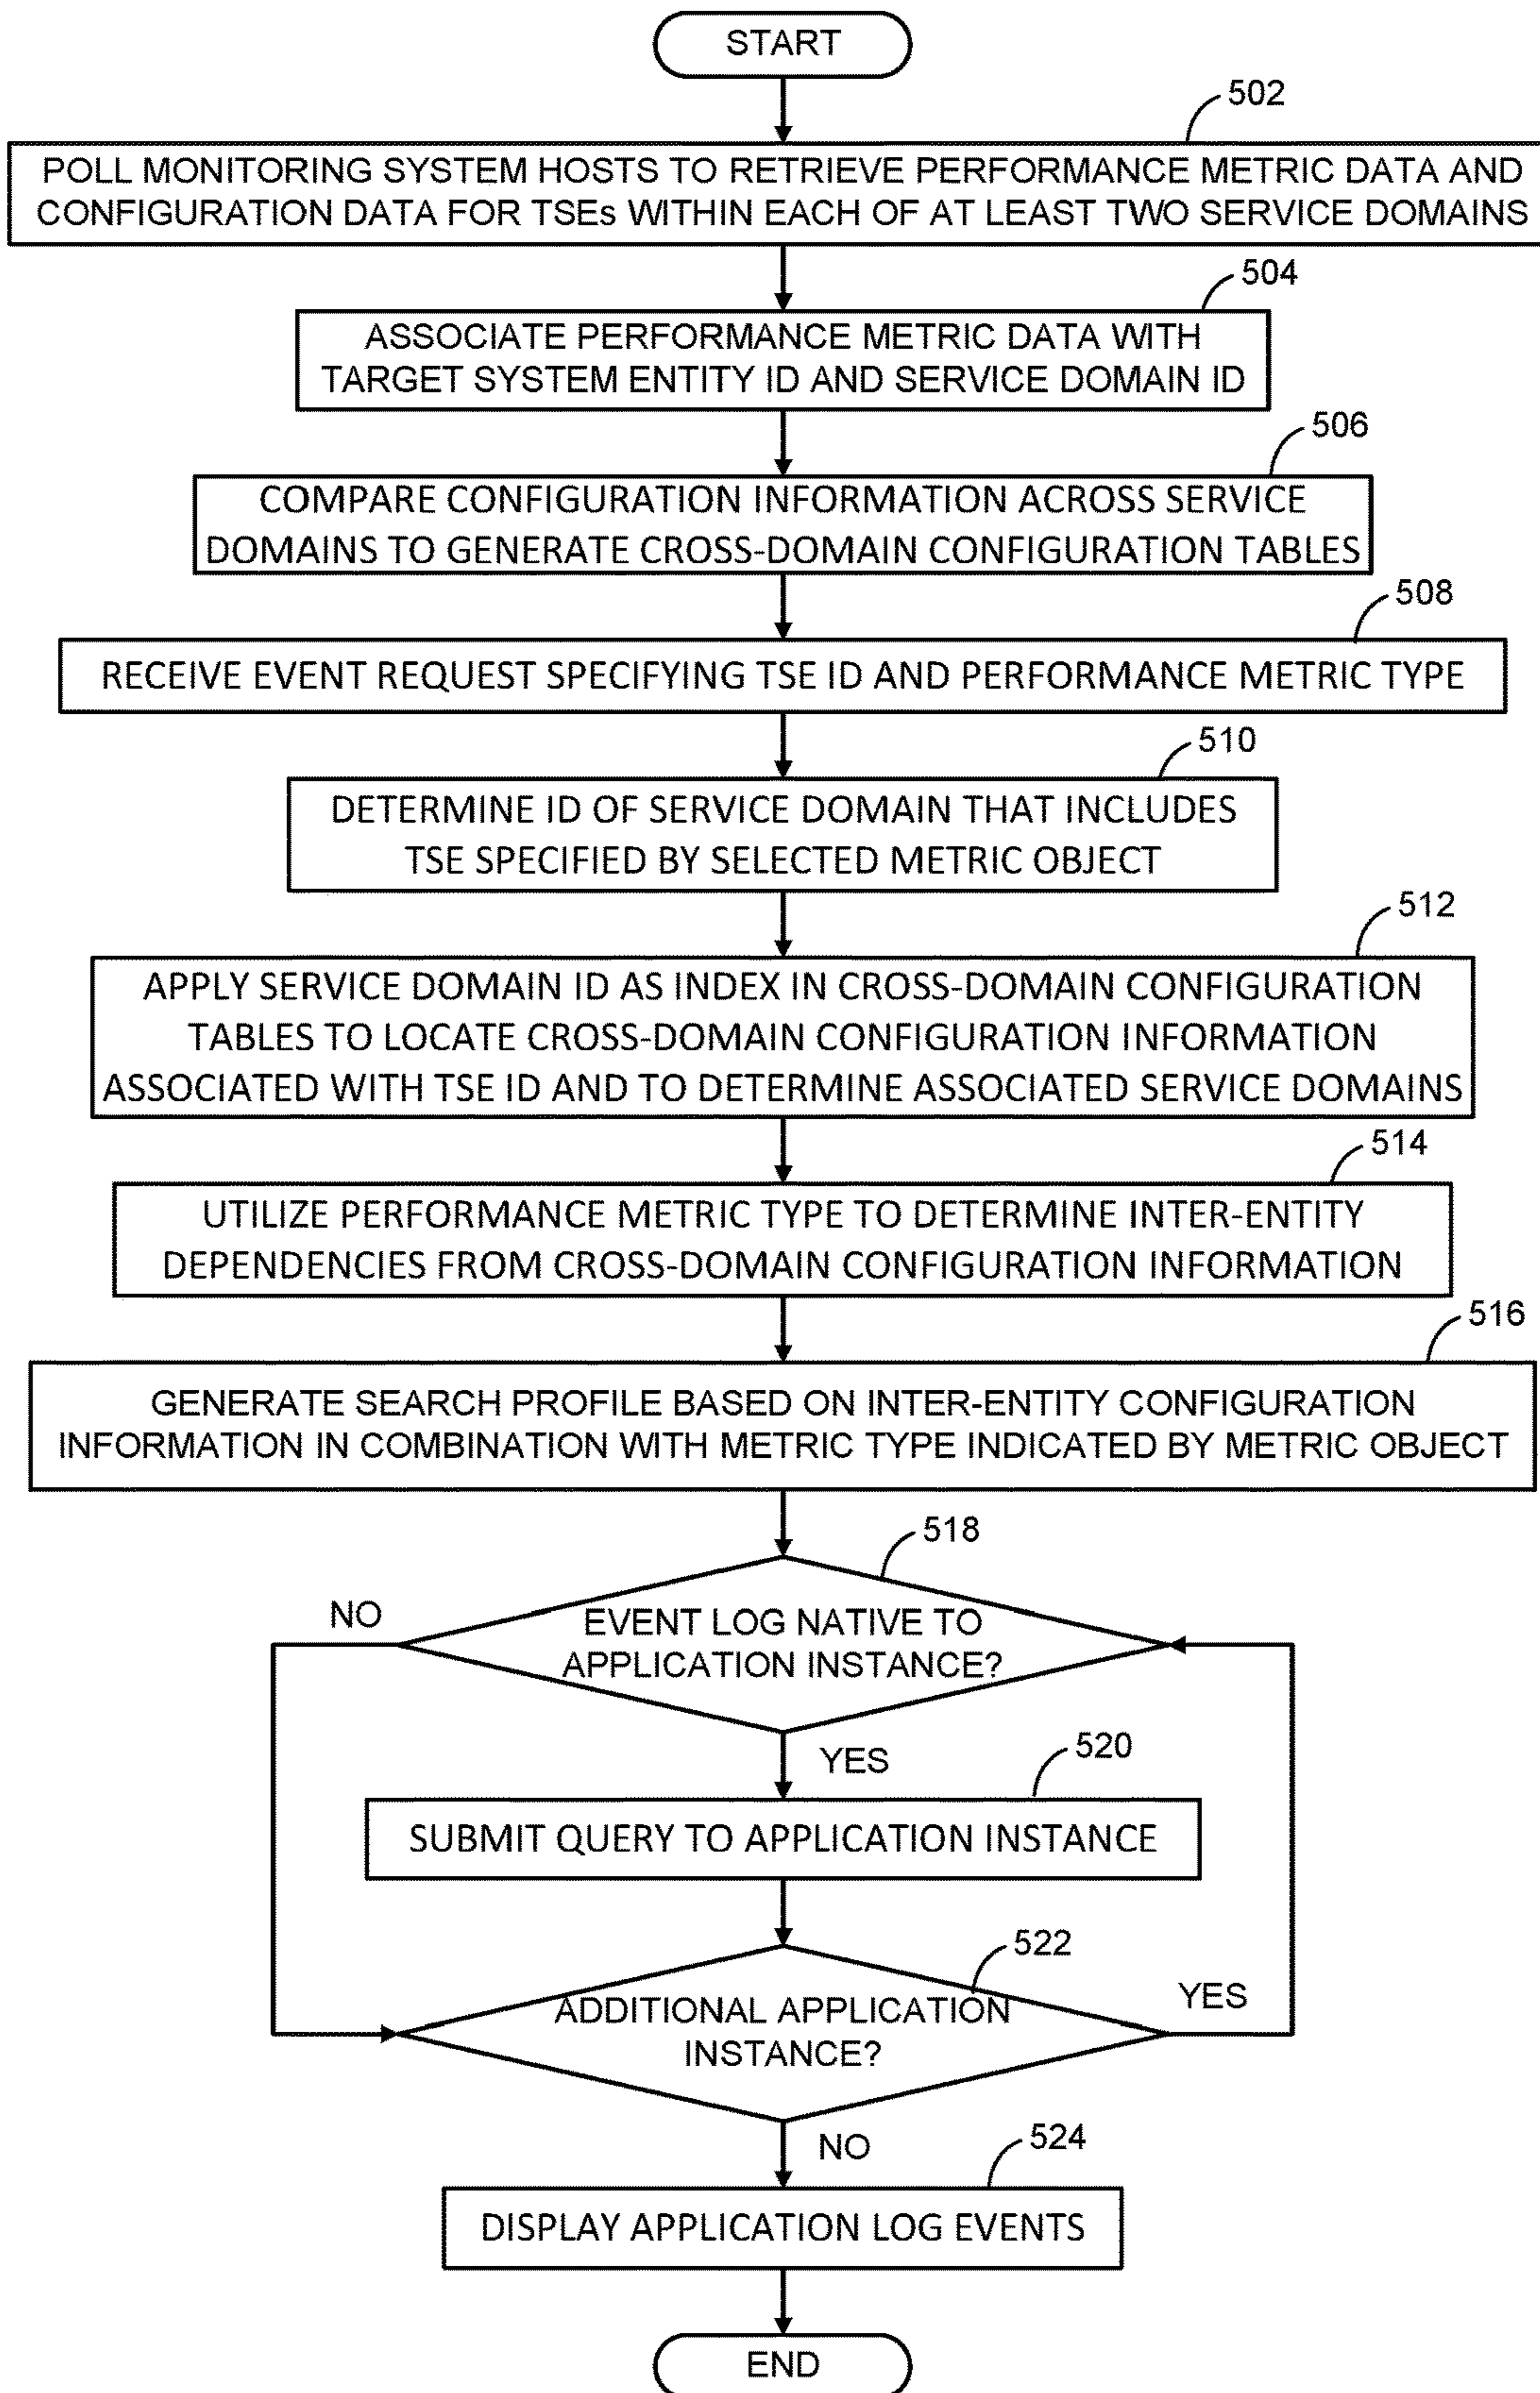 START
502
POLL MONITORING SYSTEM HOSTS TO RETRIEVE PERFORMANCE METRIC DATA AND
CONFIGURATION DATA FOR TSEs WITHIN EACH OF AT LEAST TWO SERVICE DOMAINS
504
ASSOCIATE PERFORMANCE METRIC DATA WITH
TARGET SYSTEM ENTITY ID AND SERVICE DOMAIN ID
506
COMPARE CONFIGURATION INFORMATION ACROSS SERVICE
DOMAINS TO GENERATE CROSS-DOMAIN CONFIGURATION TABLES
508
RECEIVE EVENT REQUEST SPECIFYING TSE ID AND PERFORMANCE METRIC TYPE
510
DETERMINE ID OF SERVICE DOMAIN THAT INCLUDES
TSE SPECIFIED BY SELECTED METRIC OBJECT
512
APPLY SERVICE DOMAIN ID AS INDEX IN CROSS-DOMAIN CONFIGURATION
TABLES TO LOCATE CROSS-DOMAIN CONFIGURATION INFORMATION
ASSOCIATED WITH TSE ID AND TO DETERMINE ASSOCIATED SERVICE DOMAINS
514
UTILIZE PERFORMANCE METRIC TYPE TO DETERMINE INTER-ENTITY
DEPENDENCIES FROM CROSS-DOMAIN CONFIGURATION INFORMATION
516
GENERATE SEARCH PROFILE BASED ON INTER-ENTITY CONFIGURATION
INFORMATION IN COMBINATION WITH METRIC TYPE INDICATED BY METRIC OBJECT
518
NO
EVENT LOG NATIVE TO
APPLICATION INSTANCE?
YES
520
SUBMIT QUERY TO APPLICATION INSTANCE
522
ADDITIONAL APPLICATION
INSTANCE?
YES
NO
524
DISPLAY APPLICATION LOG EVENTS
END